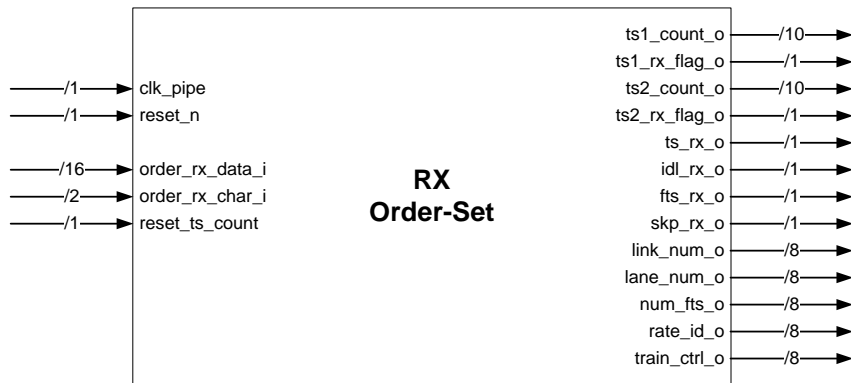 /1 clk_pipe
/1 reset_n
/16 order_rx_data_i
/2 order_rx_char_i
/1 reset_ts_count
RX
Order-Set
ts1_count_o /10
ts1_rx_flag_o /1
ts2_count_o /10
ts2_rx_flag_o /1
ts_rx_o /1
idl_rx_o /1
fts_rx_o /1
skp_rx_o /1
link_num_o /8
lane_num_o /8
num_fts_o /8
rate_id_o /8
train_ctrl_o /8